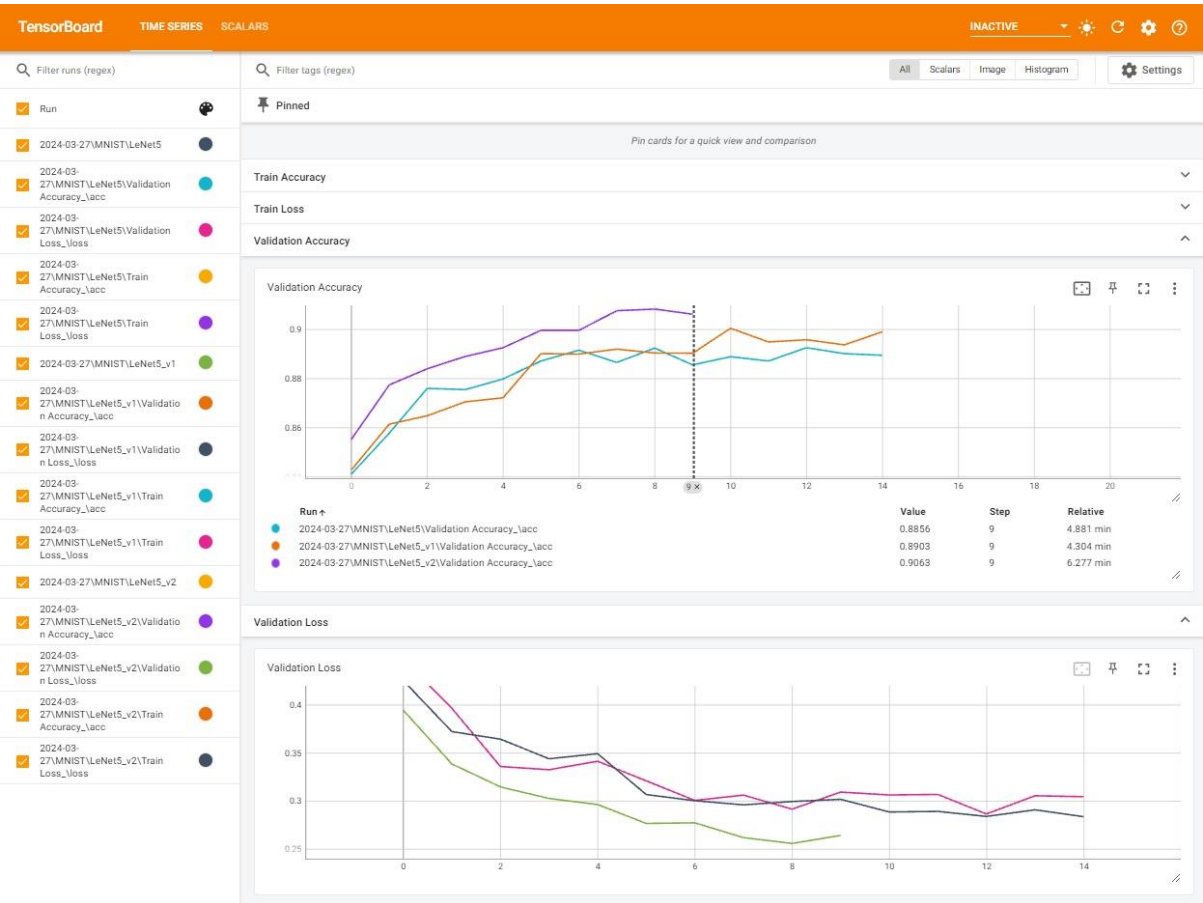 TensorBoard TIME SERIES SCALARS INACTIVE
Filter runs (regex)
Run
2024-03-27\MNIST\LeNet5
2024-03-
27\MNIST\LeNet5\Validation
Accuracy_\acc
2024-03-
27\MNIST\LeNet5\Validation
Loss_\loss
2024-03-
27\MNIST\LeNet5\Train
Accuracy_\acc
2024-03-
27\MNIST\LeNet5\Train
Loss_\loss
2024-03-27\MNIST\LeNet5_v1
2024-03-
27\MNIST\LeNet5_v1\Validatio
n Accuracy_\acc
2024-03-
27\MNIST\LeNet5_v1\Validatio
n Loss_\loss
2024-03-
27\MNIST\LeNet5_v1\Train
Accuracy_\acc
2024-03-
27\MNIST\LeNet5_v1\Train
Loss_\loss
2024-03-27\MNIST\LeNet5_v2
2024-03-
27\MNIST\LeNet5_v2\Validatio
n Accuracy_\acc
2024-03-
27\MNIST\LeNet5_v2\Validatio
n Loss_\loss
2024-03-
27\MNIST\LeNet5_v2\Train
Accuracy_\acc
2024-03-
27\MNIST\LeNet5_v2\Train
Loss_\loss
Filter tags (regex) All Scalars Image Histogram Settings
Pinned
Pin cards for a quick view and comparison
Train Accuracy
Train Loss
Validation Accuracy
Validation Accuracy
0.9
0.88
0.86
0 2 4 6 8 9 × 10 12 14 16 18 20
Run ↑ Value Step Relative
2024-03-27\MNIST\LeNet5\Validation Accuracy_\acc 0.8856 9 4.881 min
2024-03-27\MNIST\LeNet5_v1\Validation Accuracy_\acc 0.8903 9 4.304 min
2024-03-27\MNIST\LeNet5_v2\Validation Accuracy_\acc 0.9063 9 6.277 min
Validation Loss
Validation Loss
0.4
0.35
0.3
0.25
0 2 4 6 8 10 12 14